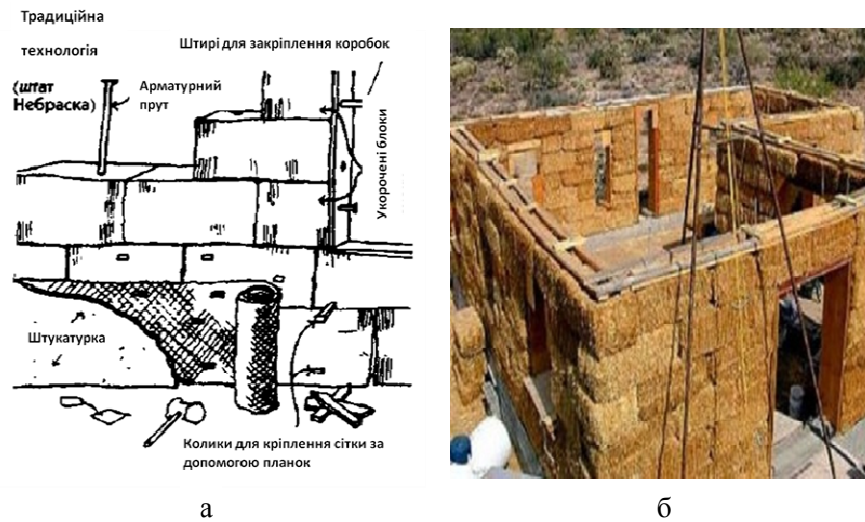 Традиційна
технологія
(штат
Небраска)
Штирі для закріплення коробок
Арматурний
прут
Укорочені блоки
Штукатурка
Колики для кріплення сітки за
допомогою планок
а
б